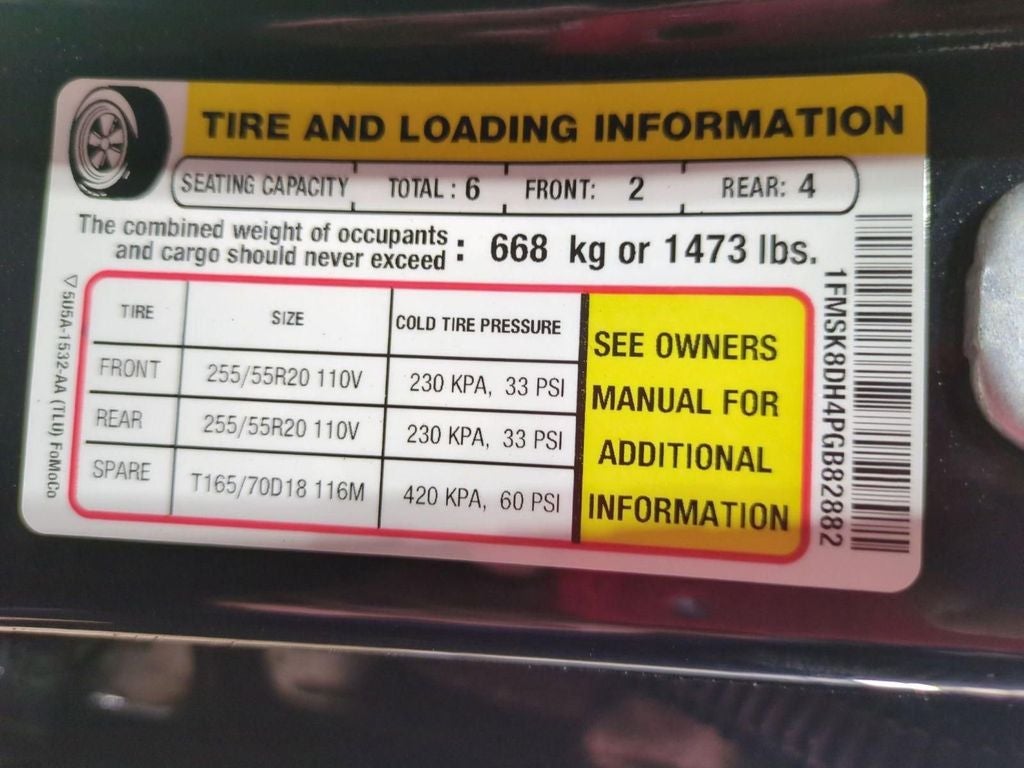 TIRE AND LOADING INFORMATION
SEATING CAPACITY TOTAL : 6 FRONT: 2 REAR: 4
The combined weight of occupants
and cargo should never exceed : 668 kg or 1473 lbs.
TIRE SIZE COLD TIRE PRESSURE
FRONT 255/55R20 110V 230 KPA, 33 PSI
REAR 255/55R20 110V 230 KPA, 33 PSI
SPARE T165/70D18 116M 420 KPA, 60 PSI
SEE OWNERS
MANUAL FOR
ADDITIONAL
INFORMATION
1FMSK8DH4PGB82882
▽5U5A-1532-AA (TLU) FoMoCo